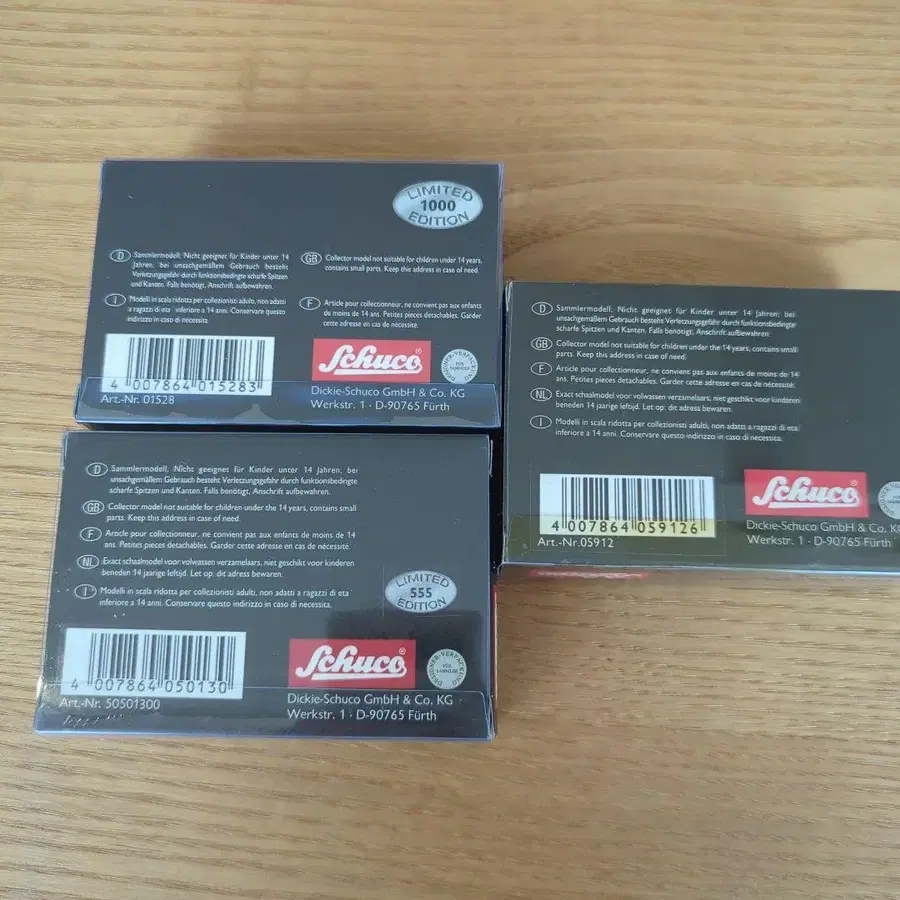 LIMITED
1000
EDITION
D Sammlermodell, Nicht geeignet für Kinder unter 14
Jahren; bei unsachgemäßem Gebrauch besteht
Verletzungsgefahr durch funktionsbedingte scharfe Spitzen
und Kanten. Falls benötigt, Anschrift aufbewahren.
GB Collector model not suitable for children under 14 years,
contains small parts. Keep this address in case of need.
I Modelli in scala ridotta per collezionisti adulti, non adatti
a ragazzi di eta inferiore a 14 anni. Conservare questo
indirizzo in caso di necessita
F Article pour collectionneur, ne convient pas aux enfants
de moins de 14 ans. Petites pieces detachables. Garder
cette adresse en cas de nécessité.
4 007864 015283
Art.-Nr. 01528
Schuco
DESIGNER-VERPACKUNG
FÜR
SAMMLER
Dickie-Schuco GmbH & Co. KG
Werkstr. 1 · D-90765 Fürth
D Sammlermodell, Nicht geeignet für Kinder unter 14 Jahren; bei
unsachgemäßem Gebrauch besteht Verletzungsgefahr durch funktionsbedingte
scharfe Spitzen und Kanten. Falls benötigt, Anschrift aufbewahren.
GB Collector model not suitable for children under the 14 years, contains small
parts. Keep this address in case of need.
F Article pour collectionneur, ne convient pas aux enfants de moins de 14
ans. Petites pieces detachables. Garder cette adresse en cas de nécessité.
NL Exact schaalmodel voor volwassen verzamelaars, niet geschikt voor kinderen
beneden 14 jaarige leftijd. Let op: dit adress bewaren.
I Modelli in scala ridotta per collezionisti adulti, non adatti a ragazzi di eta
inferiore a 14 anni. Conservare questo indirizzo in caso di necessita.
4 007864 059126
Art.-Nr.05912
Schuco
Dickie-Schuco GmbH & Co. K
Werkstr. 1 · D-90765 Fürth
D Sammlermodell, Nicht geeignet für Kinder unter 14 Jahren; bei
unsachgemäßem Gebrauch besteht Verletzungsgefahr durch funktionsbedingte
scharfe Spitzen und Kanten. Falls benötigt, Anschrift aufbewahren.
GB Collector model not suitable for children under the 14 years, contains small
parts. Keep this address in case of need.
F Article pour collectionneur, ne convient pas aux enfants de moins de 14
ans. Petites pieces detachables. Garder cette adresse en cas de nécessité.
NL Exact schaalmodel voor volwassen verzamelaars, niet geschikt voor kinderen
beneden 14 jaarige leftijd. Let op: dit adress bewaren.
I Modelli in scala ridotta per collezionisti adulti, non adatti a ragazzi di eta
inferiore a 14 anni. Conservare questo indirizzo in caso di necessita.
LIMITED
555
EDITION
4 007864 050130
Art.-Nr. 50501300
Schuco
DESIGNER-VERPACKUNG
FÜR
SAMMLER
Dickie-Schuco GmbH & Co. KG
Werkstr. 1 · D-90765 Fürth